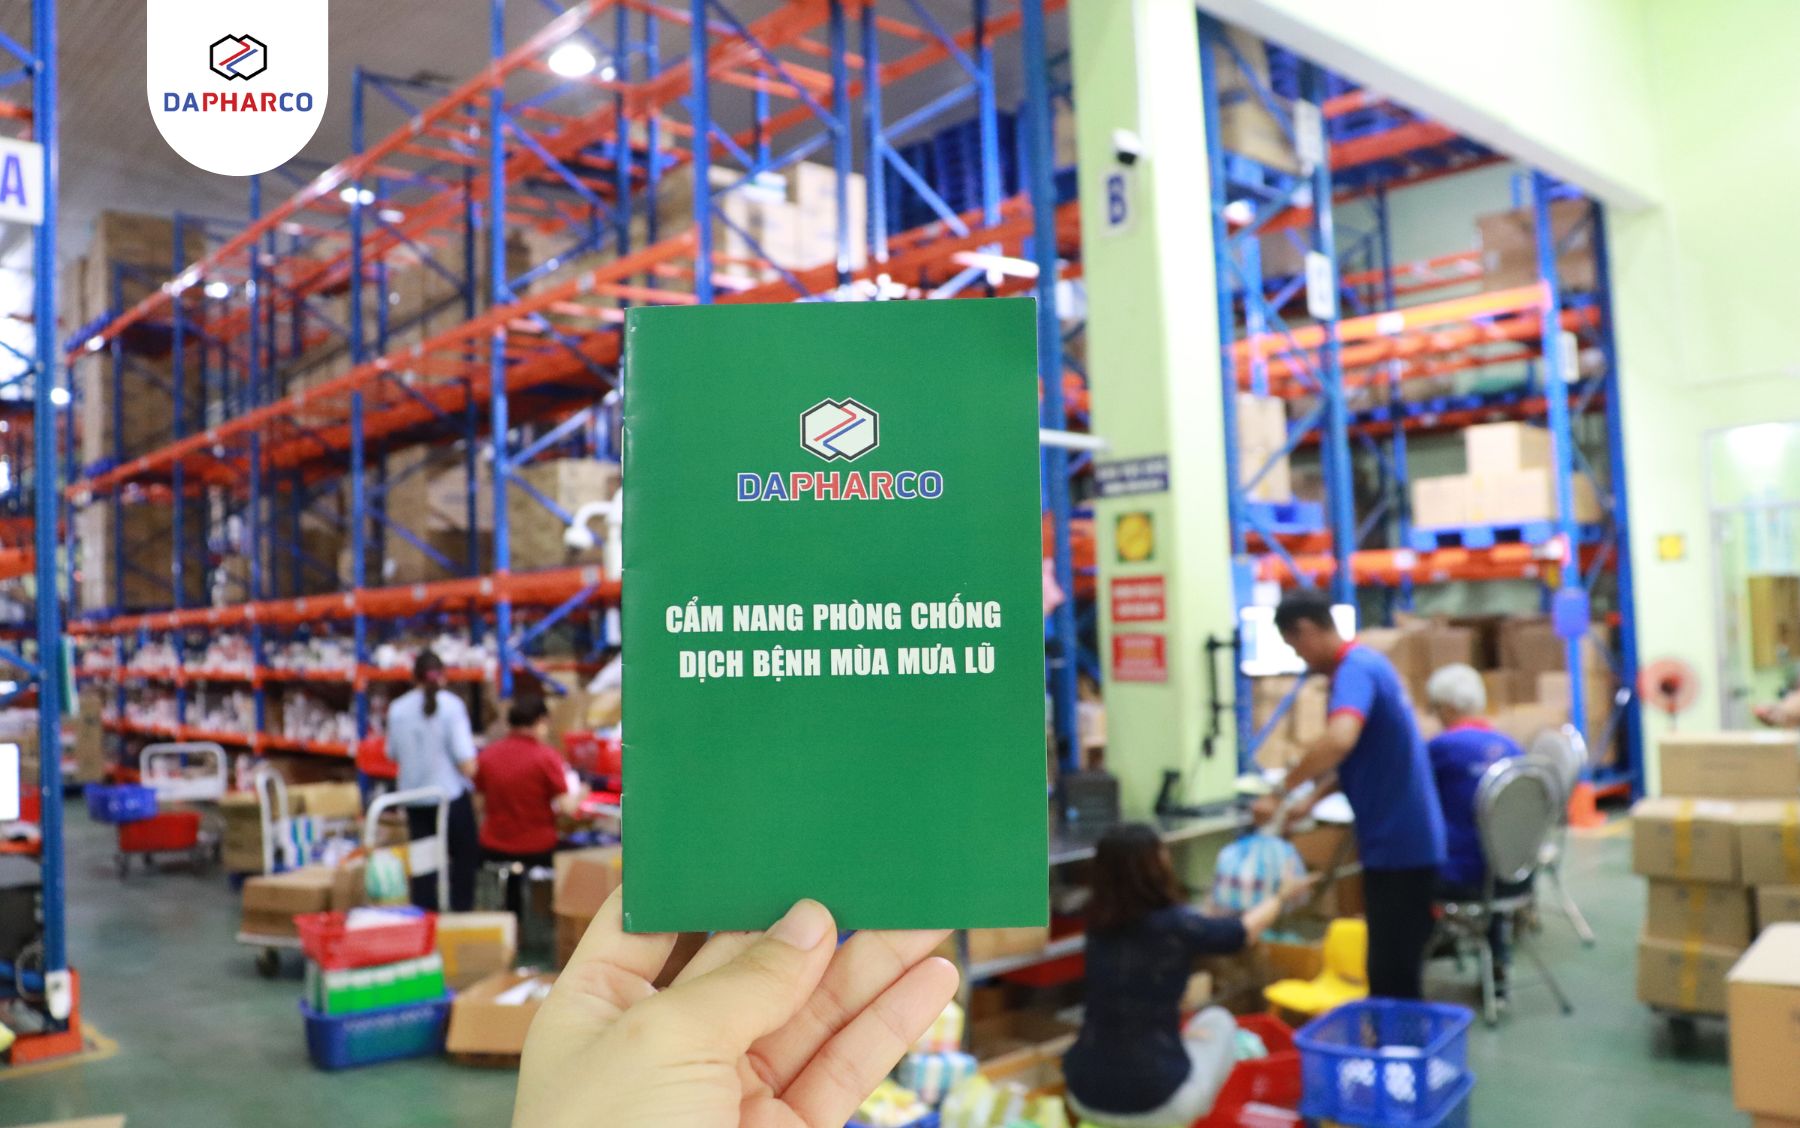 DAPHARCO
A
B
DAPHARCO
CẨM NANG PHÒNG CHỐNG
DỊCH BỆNH MÙA MƯA LŨ